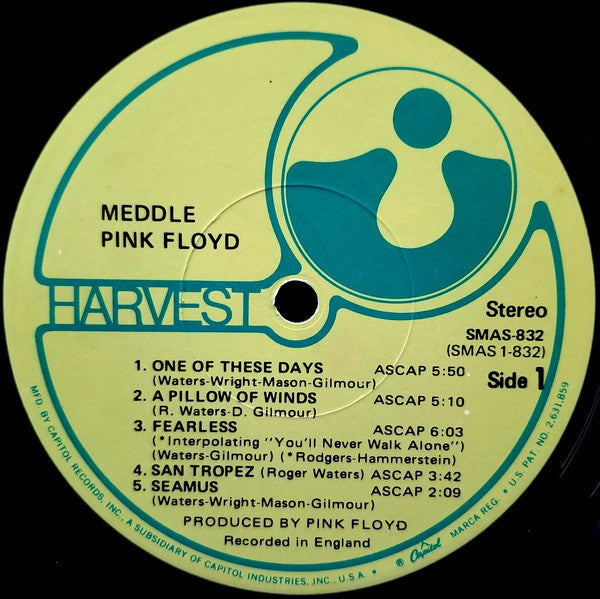 MEDDLE
PINK FLOYD
HARVEST
Stereo
SMAS-832
(SMAS 1-832)
Side 1
1. ONE OF THESE DAYS ASCAP 5:50
(Waters-Wright-Mason-Gilmour)
2. A PILLOW OF WINDS ASCAP 5:10
(R. Waters-D. Gilmour)
3. FEARLESS ASCAP 6:03
(*Interpolating "You'll Never Walk Alone")
(Waters-Gilmour) (*Rodgers-Hammerstein)
4. SAN TROPEZ (Roger Waters) ASCAP 3:42
5. SEAMUS ASCAP 2:09
(Waters-Wright-Mason-Gilmour)
PRODUCED BY PINK FLOYD
Recorded in England
MFD. BY CAPITOL RECORDS, INC., A SUBSIDIARY OF CAPITOL INDUSTRIES, INC., U.S.A. • ® Capitol MARCA REG. • U.S. PAT. NO. 2,631,859